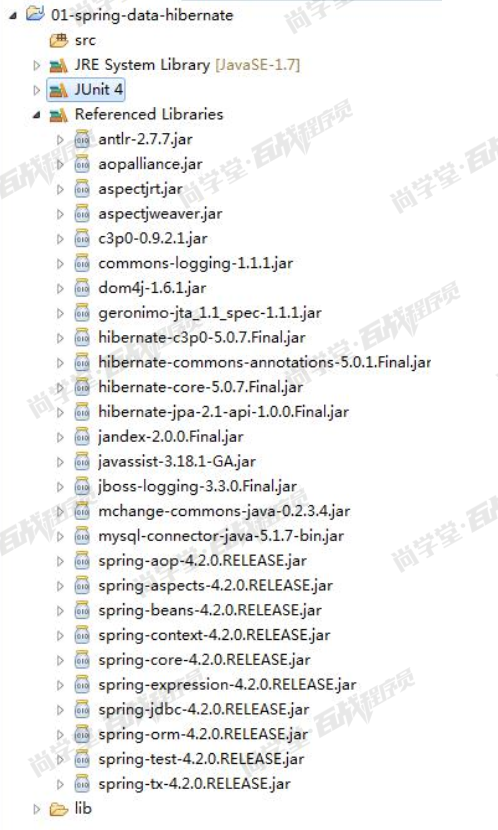 01-spring-data-hibernate
src
JRE System Library [JavaSE-1.7]
JUnit 4
Referenced Libraries
antlr-2.7.7.jar
aopalliance.jar
aspectjrt.jar
aspectjweaver.jar
c3p0-0.9.2.1.jar
commons-logging-1.1.1.jar
dom4j-1.6.1.jar
geronimo-jta_1.1_spec-1.1.1.jar
hibernate-c3p0-5.0.7.Final.jar
hibernate-commons-annotations-5.0.1.Final.jar
hibernate-core-5.0.7.Final.jar
hibernate-jpa-2.1-api-1.0.0.Final.jar
jandex-2.0.0.Final.jar
javassist-3.18.1-GA.jar
jboss-logging-3.3.0.Final.jar
mchange-commons-java-0.2.3.4.jar
mysql-connector-java-5.1.7-bin.jar
spring-aop-4.2.0.RELEASE.jar
spring-aspects-4.2.0.RELEASE.jar
spring-beans-4.2.0.RELEASE.jar
spring-context-4.2.0.RELEASE.jar
spring-core-4.2.0.RELEASE.jar
spring-expression-4.2.0.RELEASE.jar
spring-jdbc-4.2.0.RELEASE.jar
spring-orm-4.2.0.RELEASE.jar
spring-test-4.2.0.RELEASE.jar
spring-tx-4.2.0.RELEASE.jar
lib
尚学堂·百战程序员